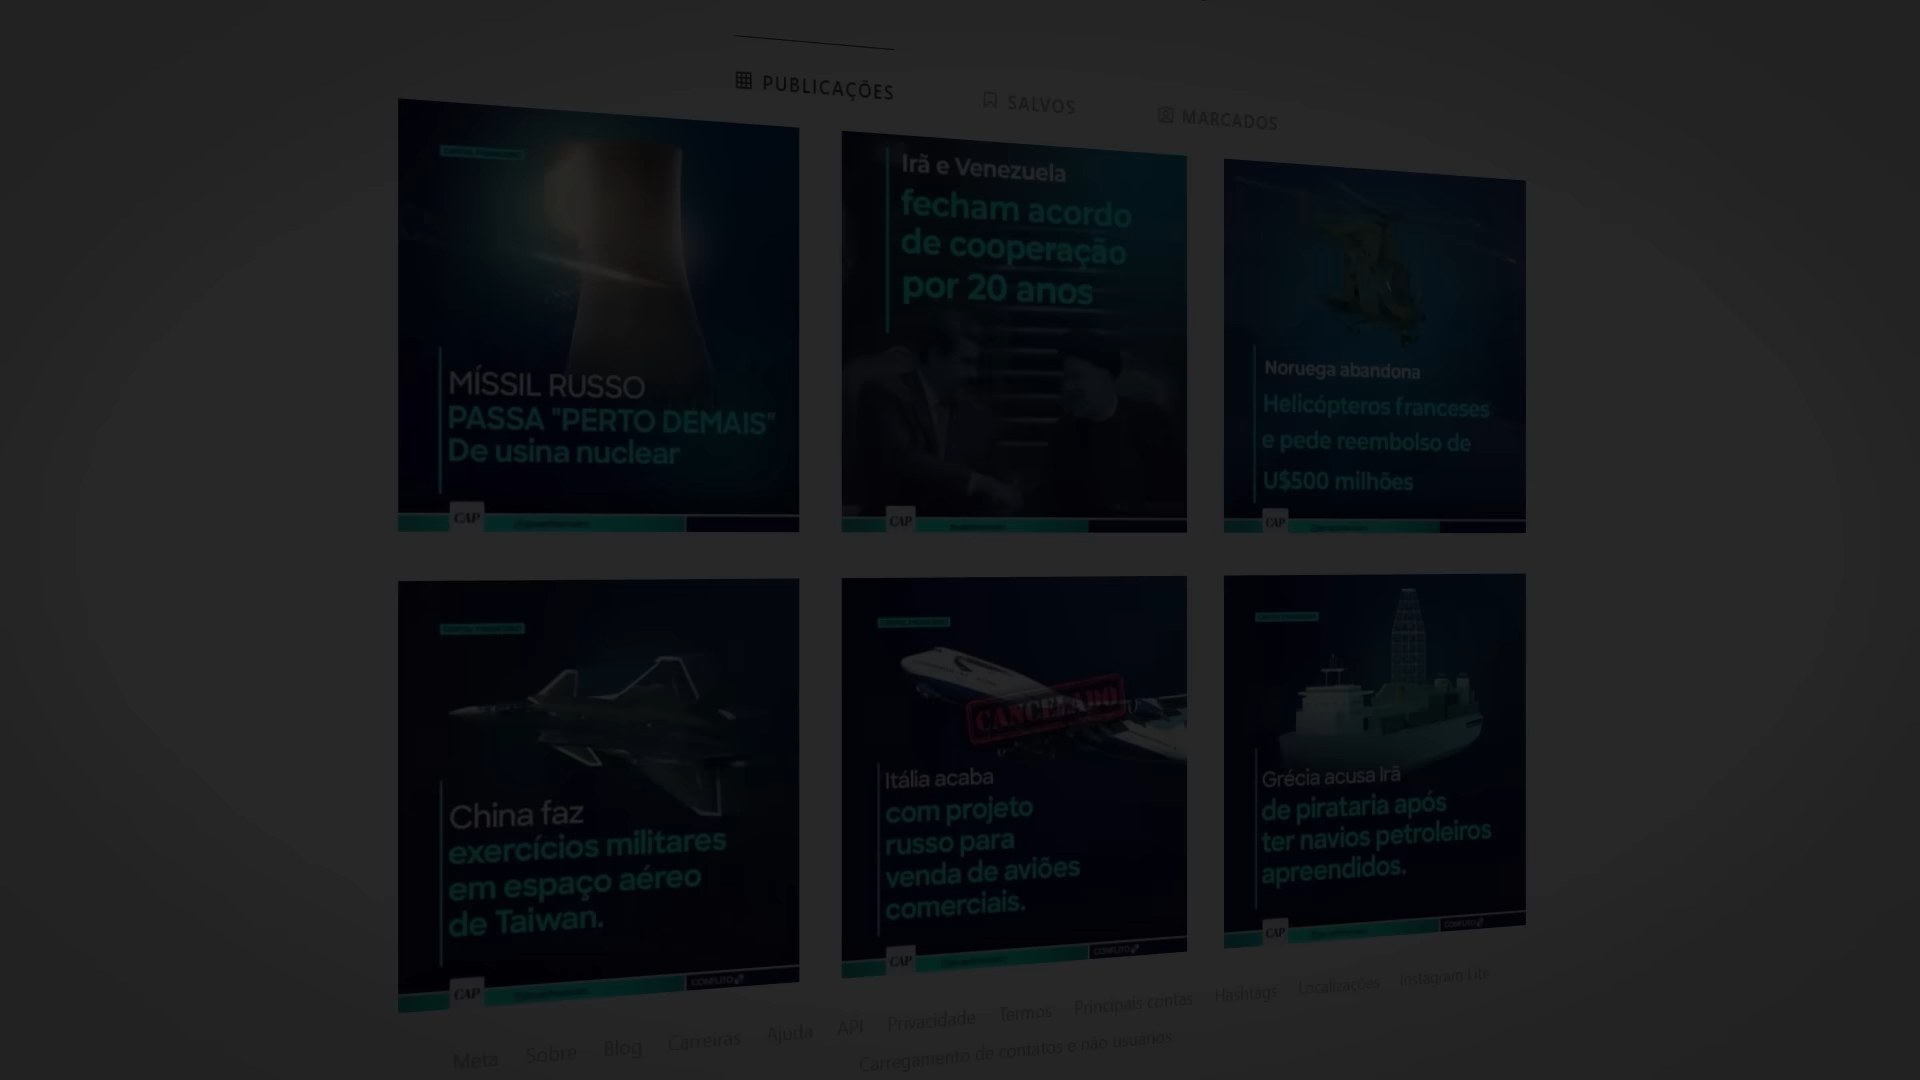 PUBLICAÇÕES
SALVOS
MARCADOS
MÍSSIL RUSSO
PASSA "PERTO DEMAIS"
De usina nuclear
CAP
Irã e Venezuela
fecham acordo
de cooperação
por 20 anos
CAP
Noruega abandona
Helicópteros franceses
e pede reembolso de
U$500 milhões
CAP
China faz
exercícios militares
em espaço aéreo
de Taiwan.
CAP
CONFLITO
CANCELADO
Itália acaba
com projeto
russo para
venda de aviões
comerciais.
CAP
CONFLITO
Grécia acusa Irã
de pirataria após
ter navios petroleiros
apreendidos.
CAP
CONFLITO
Meta Sobre Blog Carreiras Ajuda API Privacidade Termos Principais contas Hashtags Localizações Instagram Lite
Carregamento de contatos e não usuários